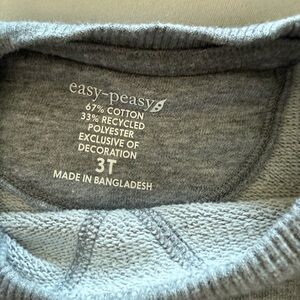 easy-peasy
67% COTTON
33% RECYCLED
POLYESTER
EXCLUSIVE OF
DECORATION
3T
MADE IN BANGLADESH